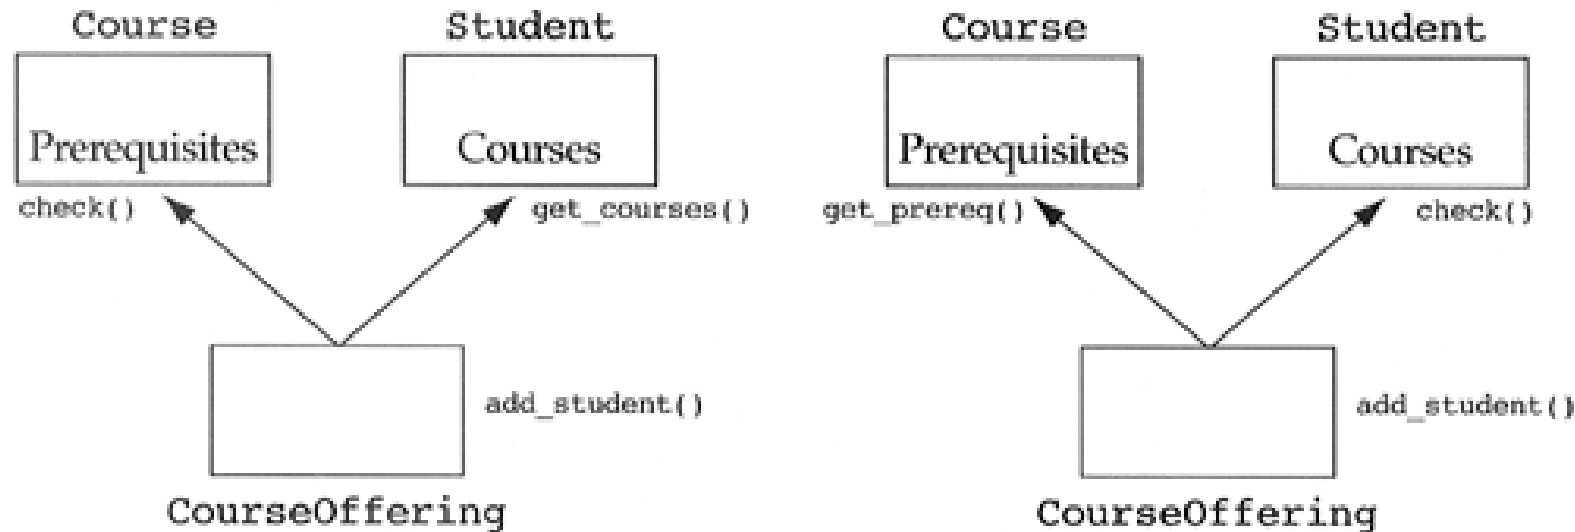 Course Student
Prerequisites Courses
check() get_courses()
add_student()
CourseOffering
Course Student
Prerequisites Courses
get_prereq() check()
add_student()
CourseOffering